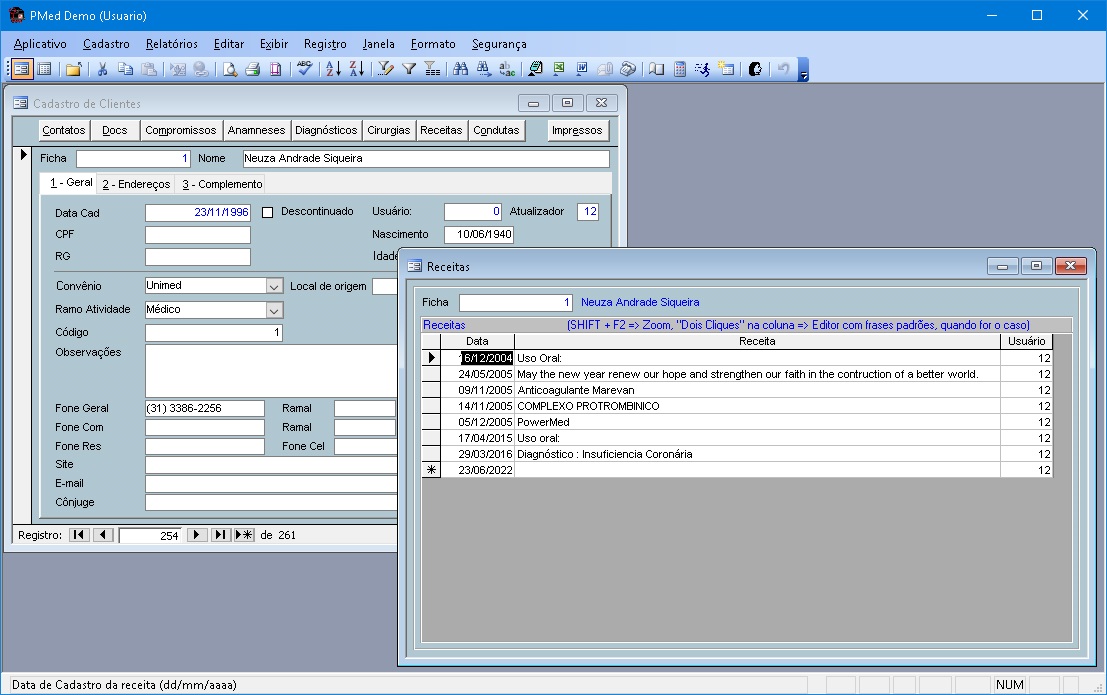 PMed Demo (Usuario)
Aplicativo Cadastro Relatórios Editar Exibir Registro Janela Formato Segurança
Cadastro de Clientes
Contatos Docs Compromissos Anamneses Diagnósticos Cirurgias Receitas Condutas Impressos
Ficha 1 Nome Neuza Andrade Siqueira
1 - Geral 2 - Endereços 3 - Complemento
Data Cad 23/11/1996 Descontinuado Usuário: 0 Atualizador 12
CPF Nascimento 10/06/1940
RG Idade
Convênio Unimed Local de origem
Ramo Atividade Médico
Código 1
Observações
Fone Geral (31) 3386-2256 Ramal
Fone Com Ramal
Fone Res Fone Cel
Site
E-mail
Cônjuge
Registro: 254 de 261
Receitas
Ficha 1 Neuza Andrade Siqueira
Receitas (SHIFT + F2 => Zoom, "Dois Cliques" na coluna => Editor com frases padrões, quando for o caso)
Data Receita Usuário
16/12/2004 Uso Oral: 12
24/05/2005 May the new year renew our hope and strengthen our faith in the contruction of a better world. 12
09/11/2005 Anticoagulante Marevan 12
14/11/2005 COMPLEXO PROTROMBINICO 12
05/12/2005 PowerMed 12
17/04/2015 Uso oral: 12
29/03/2016 Diagnóstico : Insuficiencia Coronária 12
23/06/2022 12
Data de Cadastro da receita (dd/mm/aaaa) NUM